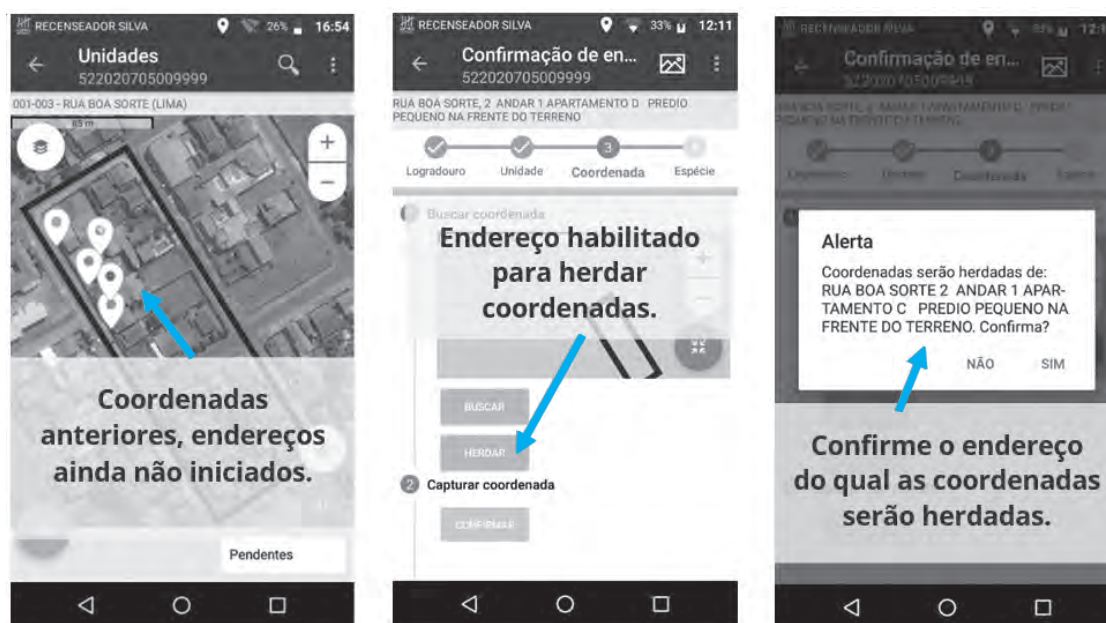 RECENSEADOR SILVA 26% 16:54
Unidades
522020705009999
001-003 - RUA BOA SORTE (LIMA)
65 m
+
−
Coordenadas
anteriores, endereços
ainda não iniciados.
Pendentes
RECENSEADOR SILVA 33% 12:11
Confirmação de en...
522020705009999
RUA BOA SORTE, 2 ANDAR 1 APARTAMENTO D PREDIO
PEQUENO NA FRENTE DO TERRENO
3
Logradouro Unidade Coordenada Espécie
Buscar coordenada
Endereço habilitado
para herdar
coordenadas.
BUSCAR
HERDAR
2 Capturar coordenada
CONFIRMAR
RECENSEADOR SILVA
Confirmação de en...
Alerta
Coordenadas serão herdadas de:
RUA BOA SORTE 2 ANDAR 1 APAR-
TAMENTO C PREDIO PEQUENO NA
FRENTE DO TERRENO. Confirma?
NÃO SIM
Confirme o endereço
do qual as coordenadas
serão herdadas.